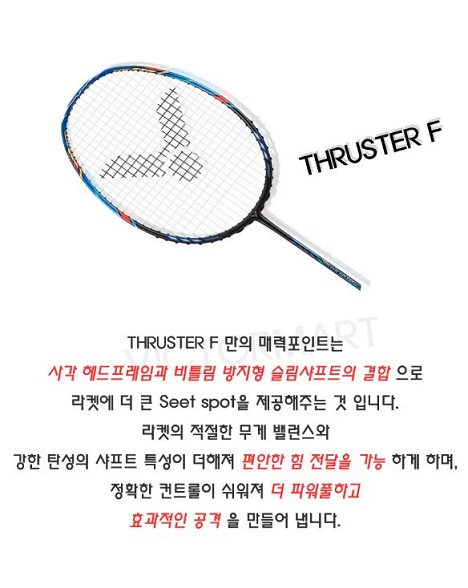 THRUSTER F
THRUSTER F 만의 매력포인트는
VICTORMART
사각 헤드프레임과 비틀림 방지형 슬림샤프트의 결합 으로
라켓에 더 큰 Seet spot을 제공해주는 것 입니다.
라켓의 적절한 무게 밸런스와
강한 탄성의 샤프트 특성이 더해져 편안한 힘 전달을 가능 하게 하며,
정확한 컨트롤이 쉬워져 더 파워풀하고
효과적인 공격 을 만들어 냅니다.